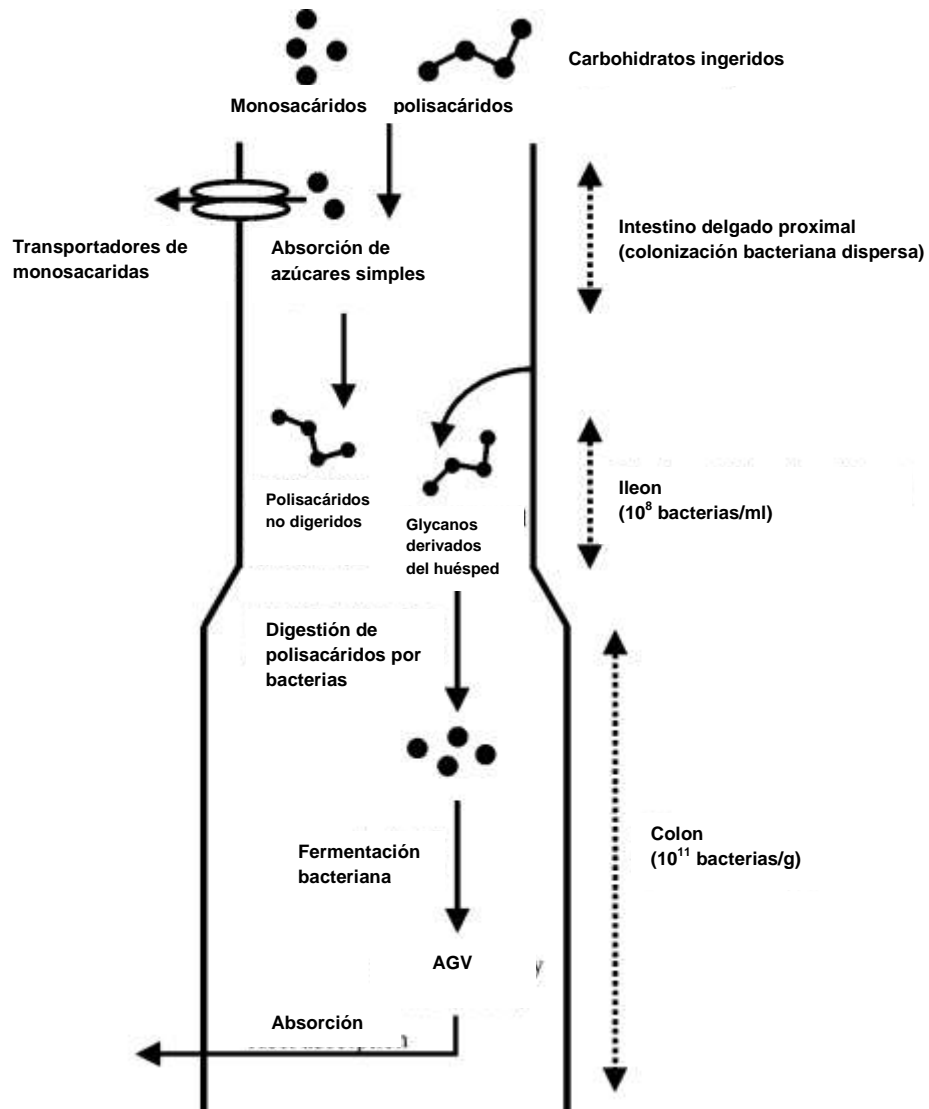 Carbohidratos ingeridos
Monosacáridos
polisacáridos
Transportadores de
monosacaridas
Absorción de
azúcares simples
Intestino delgado proximal
(colonización bacteriana dispersa)
Polisacáridos
no digeridos
Glycanos
derivados
del huésped
Ileon
(10⁸ bacterias/ml)
Digestión de
polisacáridos por
bacterias
Fermentación
bacteriana
Colon
(10¹¹ bacterias/g)
AGV
Absorción